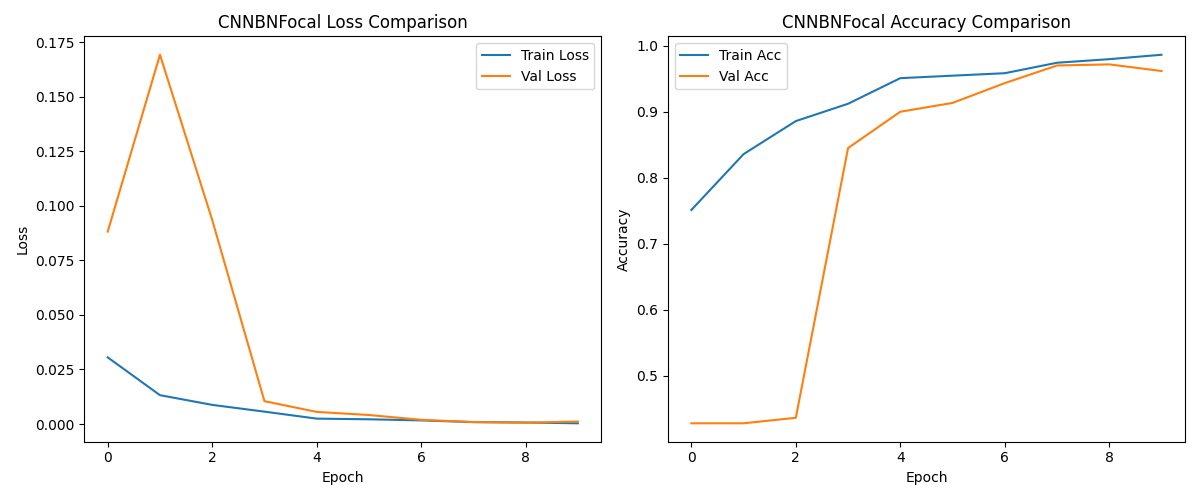 CNNBNFocal Loss Comparison
0.175
0.150
0.125
0.100
0.075
0.050
0.025
0.000
Loss
0 2 4 6 8
Epoch
Train Loss
Val Loss
CNNBNFocal Accuracy Comparison
1.0
0.9
0.8
0.7
0.6
0.5
Accuracy
0 2 4 6 8
Epoch
Train Acc
Val Acc